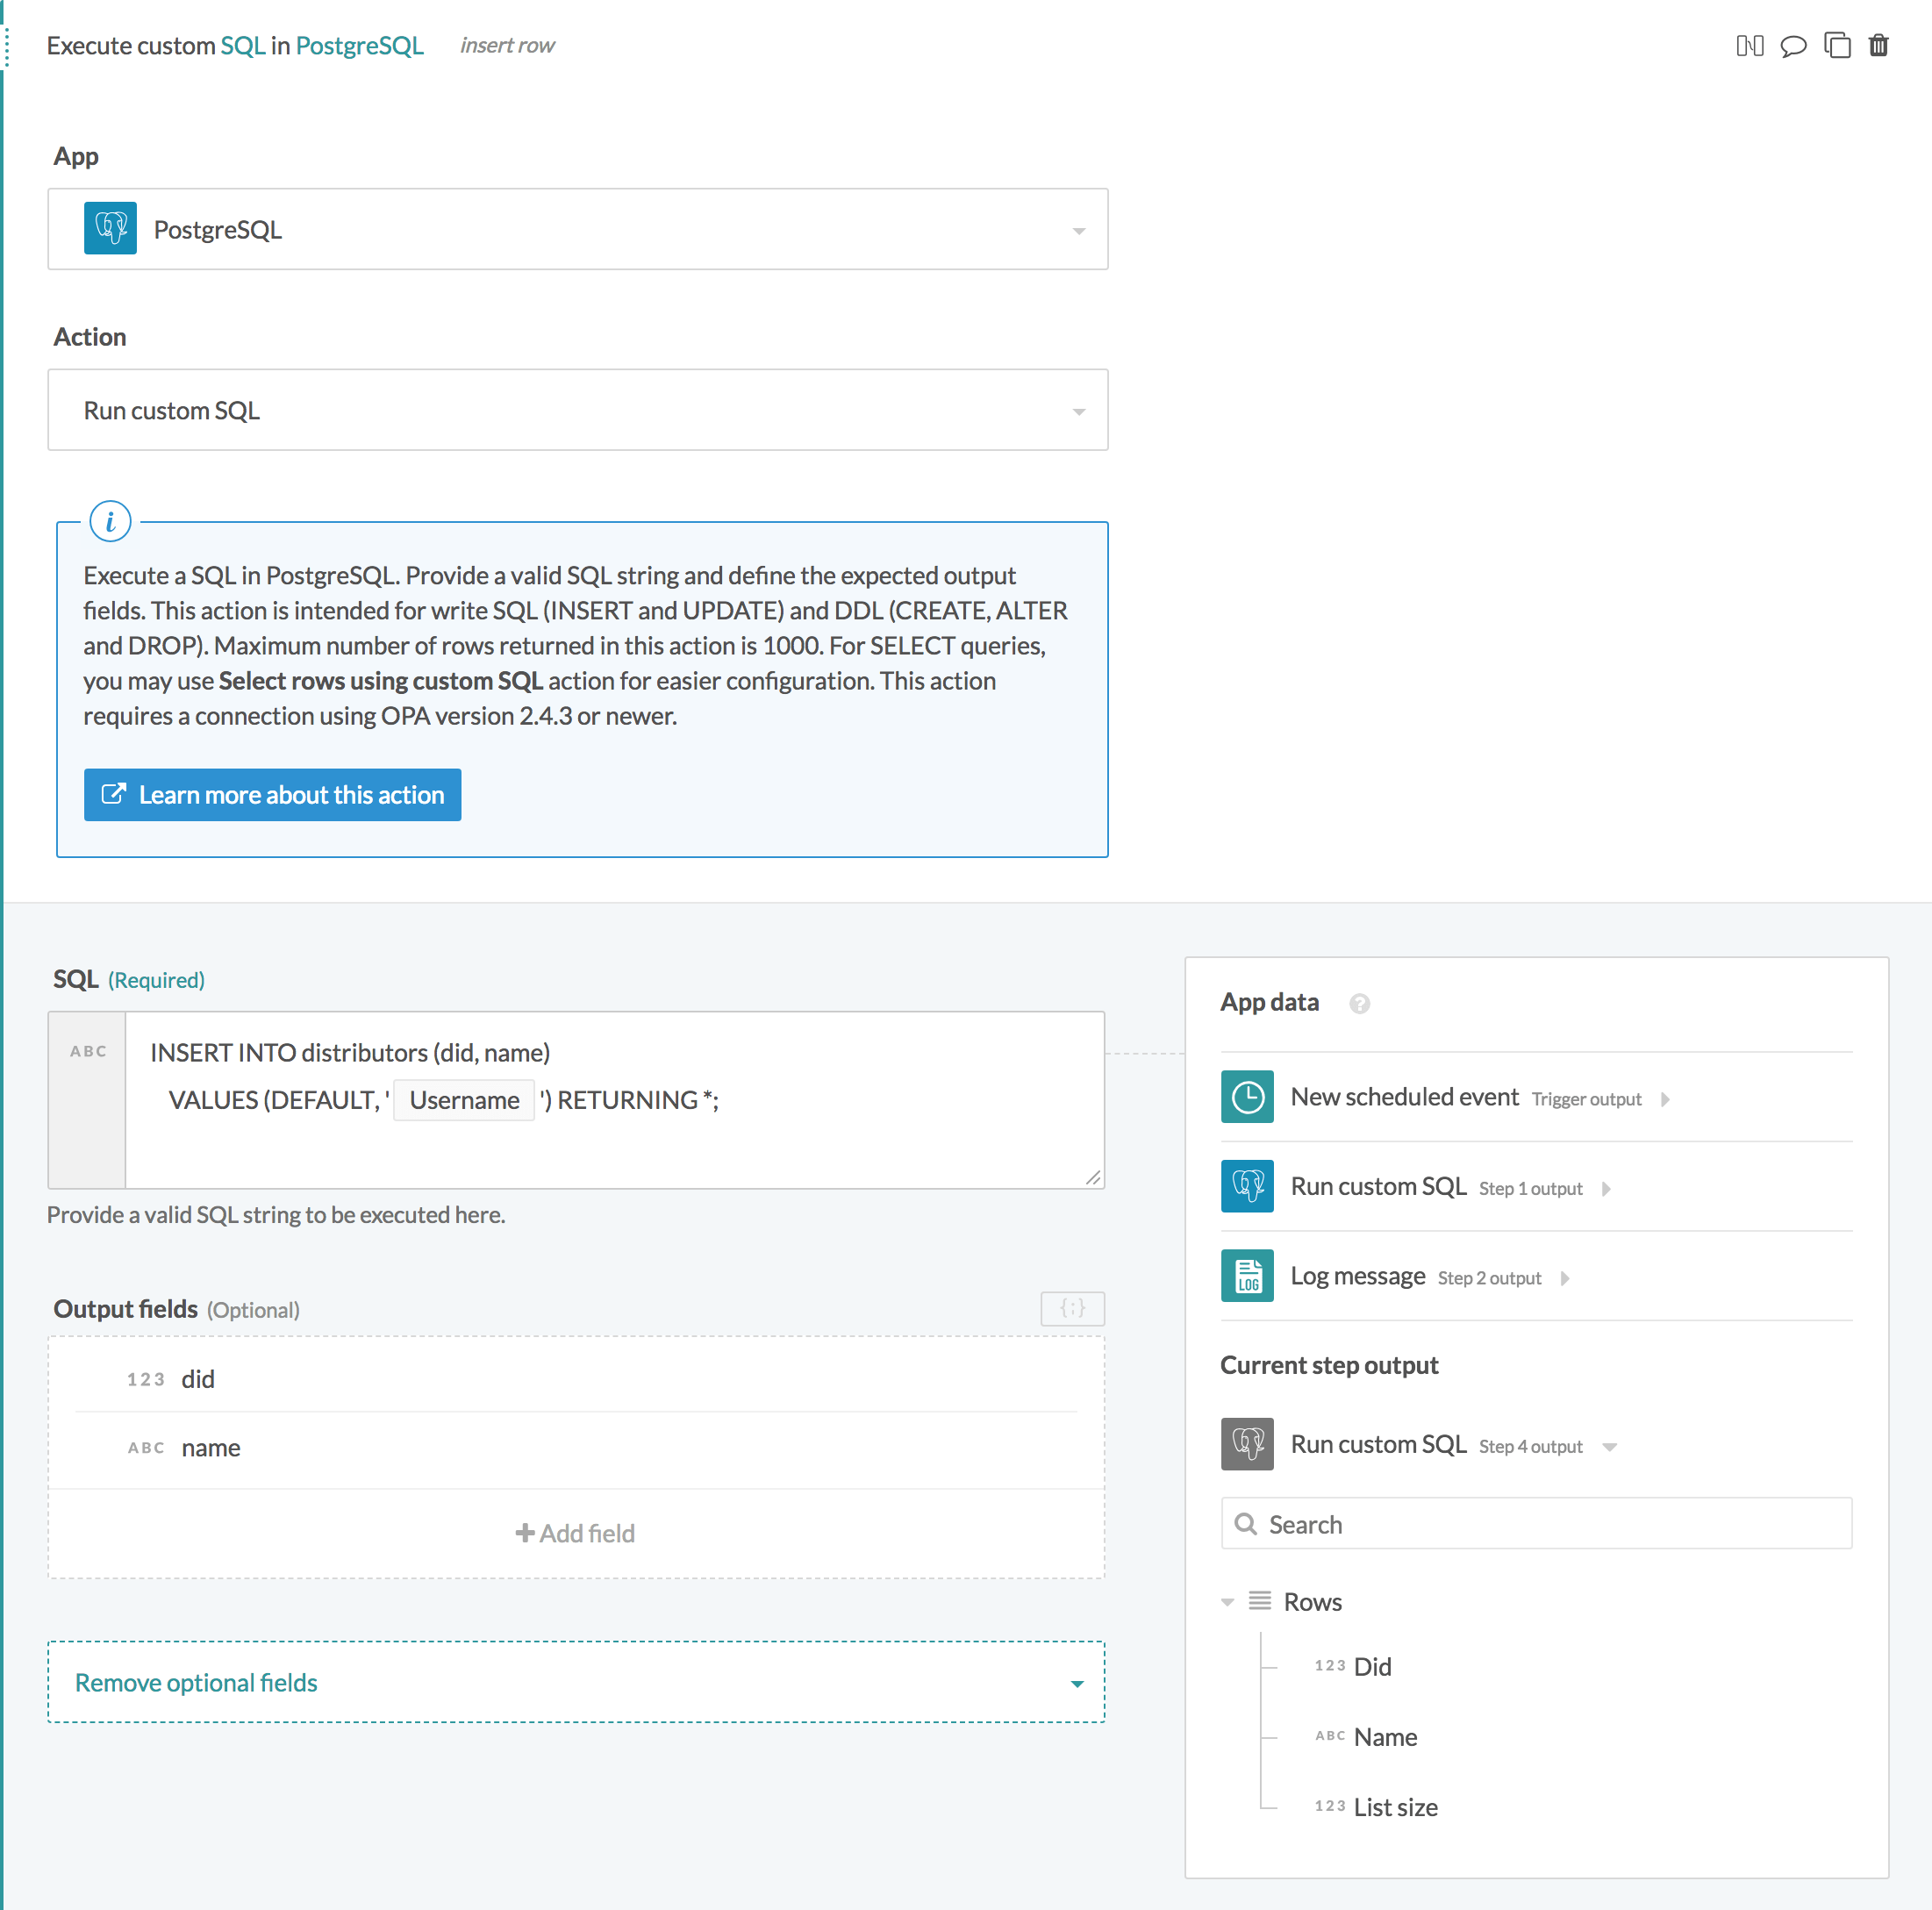 Execute custom SQL in PostgreSQL insert row
App
PostgreSQL
Action
Run custom SQL
i
Execute a SQL in PostgreSQL. Provide a valid SQL string and define the expected output
fields. This action is intended for write SQL (INSERT and UPDATE) and DDL (CREATE, ALTER
and DROP). Maximum number of rows returned in this action is 1000. For SELECT queries,
you may use Select rows using custom SQL action for easier configuration. This action
requires a connection using OPA version 2.4.3 or newer.
Learn more about this action
SQL (Required)
ABC
INSERT INTO distributors (did, name)
VALUES (DEFAULT, ' Username ') RETURNING *;
Provide a valid SQL string to be executed here.
Output fields (Optional) {:}
123 did
ABC name
+ Add field
Remove optional fields
App data ?
New scheduled event Trigger output
Run custom SQL Step 1 output
LOG
Log message Step 2 output
Current step output
Run custom SQL Step 4 output
Search
Rows
123 Did
ABC Name
123 List size